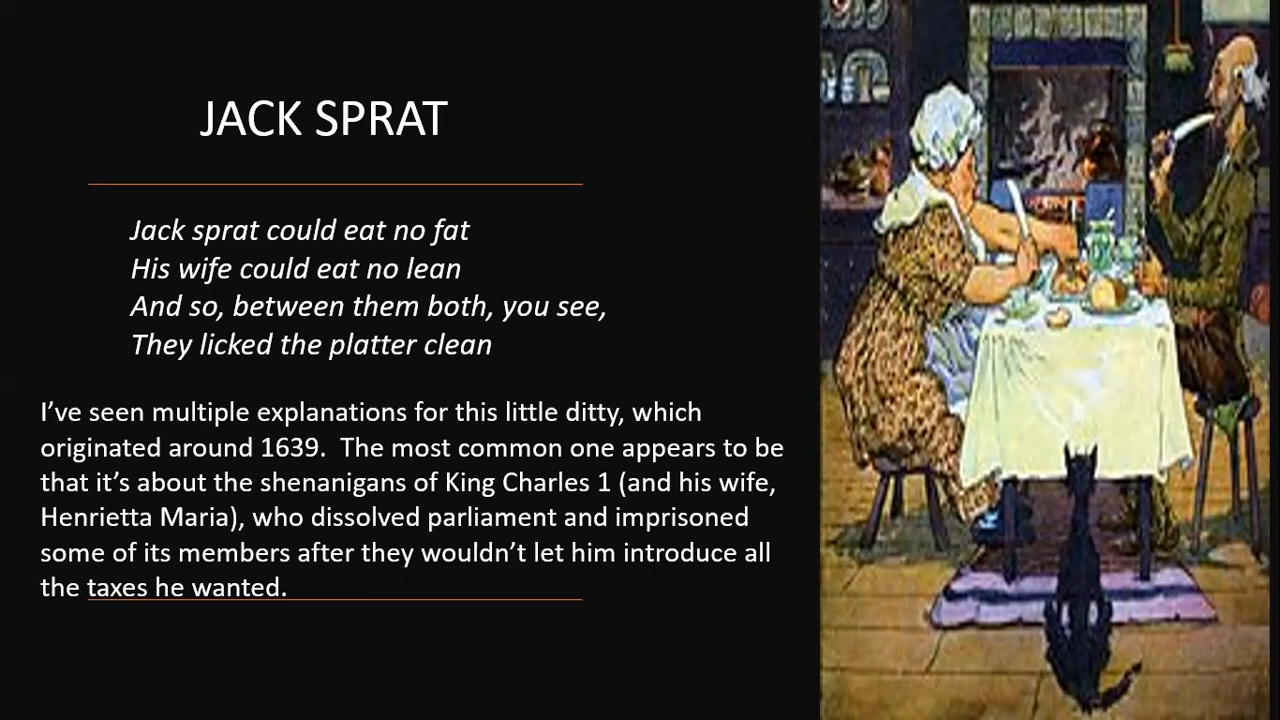 JACK SPRAT
Jack sprat could eat no fat
His wife could eat no lean
And so, between them both, you see,
They licked the platter clean
I’ve seen multiple explanations for this little ditty, which
originated around 1639.  The most common one appears to be
that it’s about the shenanigans of King Charles 1 (and his wife,
Henrietta Maria), who dissolved parliament and imprisoned
some of its members after they wouldn’t let him introduce all
the taxes he wanted.